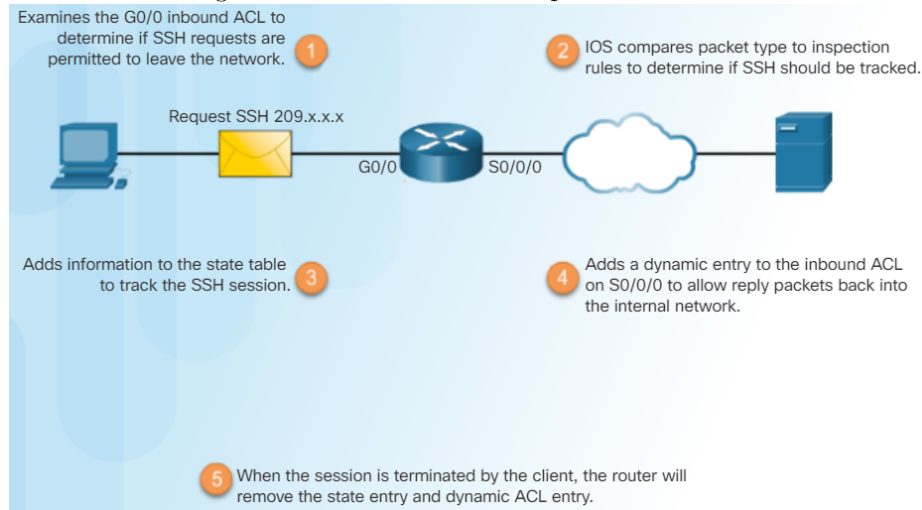 Examines the G0/0 inbound ACL to
determine if SSH requests are
permitted to leave the network.
1
2
IOS compares packet type to inspection
rules to determine if SSH should be tracked.
Request SSH 209.x.x.x
G0/0
S0/0/0
Adds information to the state table
to track the SSH session.
3
4
Adds a dynamic entry to the inbound ACL
on S0/0/0 to allow reply packets back into
the internal network.
5
When the session is terminated by the client, the router will
remove the state entry and dynamic ACL entry.